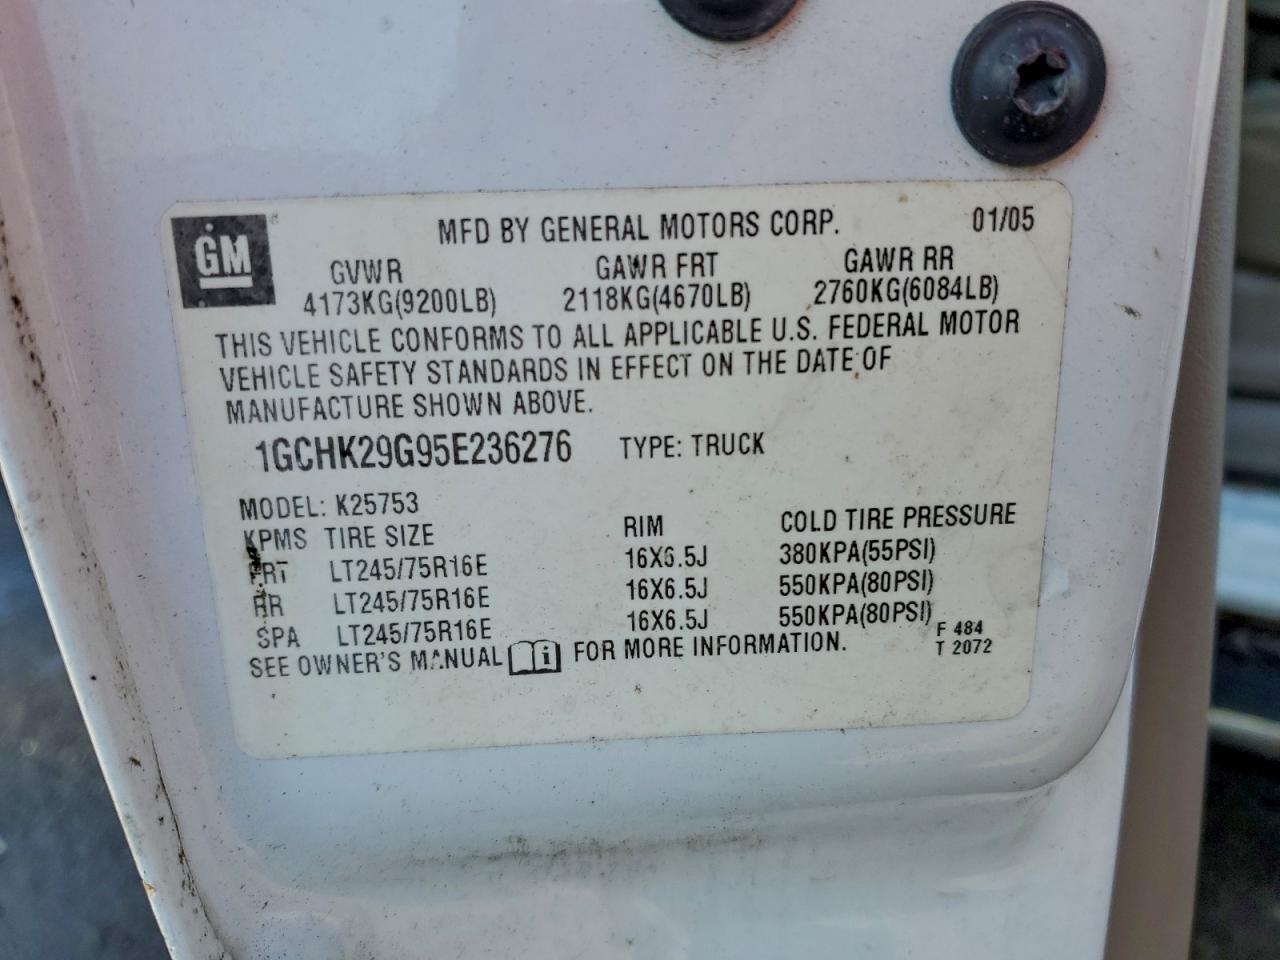 GM
MFD BY GENERAL MOTORS CORP. 01/05
GVWR GAWR FRT GAWR RR
4173KG(9200LB) 2118KG(4670LB) 2760KG(6084LB)
THIS VEHICLE CONFORMS TO ALL APPLICABLE U.S. FEDERAL MOTOR
VEHICLE SAFETY STANDARDS IN EFFECT ON THE DATE OF
MANUFACTURE SHOWN ABOVE.
1GCHK29G95E236276 TYPE: TRUCK
MODEL: K25753
KPMS TIRE SIZE RIM COLD TIRE PRESSURE
FRT LT245/75R16E 16X6.5J 380KPA(55PSI)
RR LT245/75R16E 16X6.5J 550KPA(80PSI)
SPA LT245/75R16E 16X6.5J 550KPA(80PSI)
SEE OWNER'S MANUAL i FOR MORE INFORMATION.
F 484
T 2072